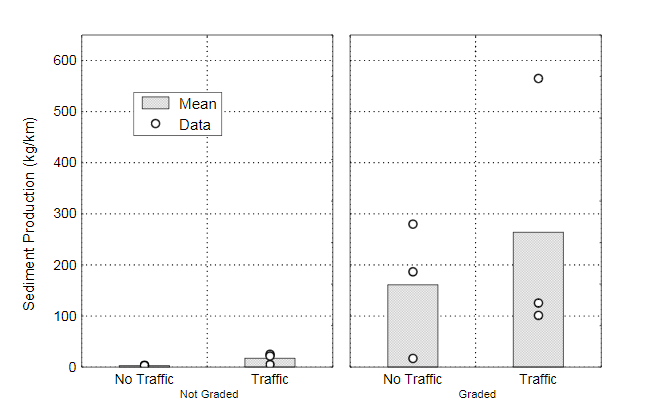 Sediment Production (kg/km)
600
500
400
300
200
100
0
Mean
Data
No Traffic Traffic
Not Graded
No Traffic Traffic
Graded